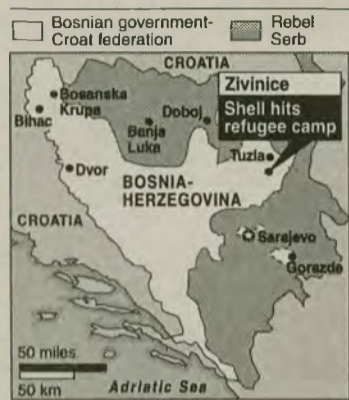 Bosnian government-
Croat federation
Rebel
Serb
CROATIA
Zivinice
Shell hits
refugee camp
Bosanska
Krupa
Bihac
Banja
Luka
Doboj
Tuzla
Dvor
BOSNIA-
HERZEGOVINA
CROATIA
Sarajevo
Gorazde
50 miles
50 km
Adriatic Sea